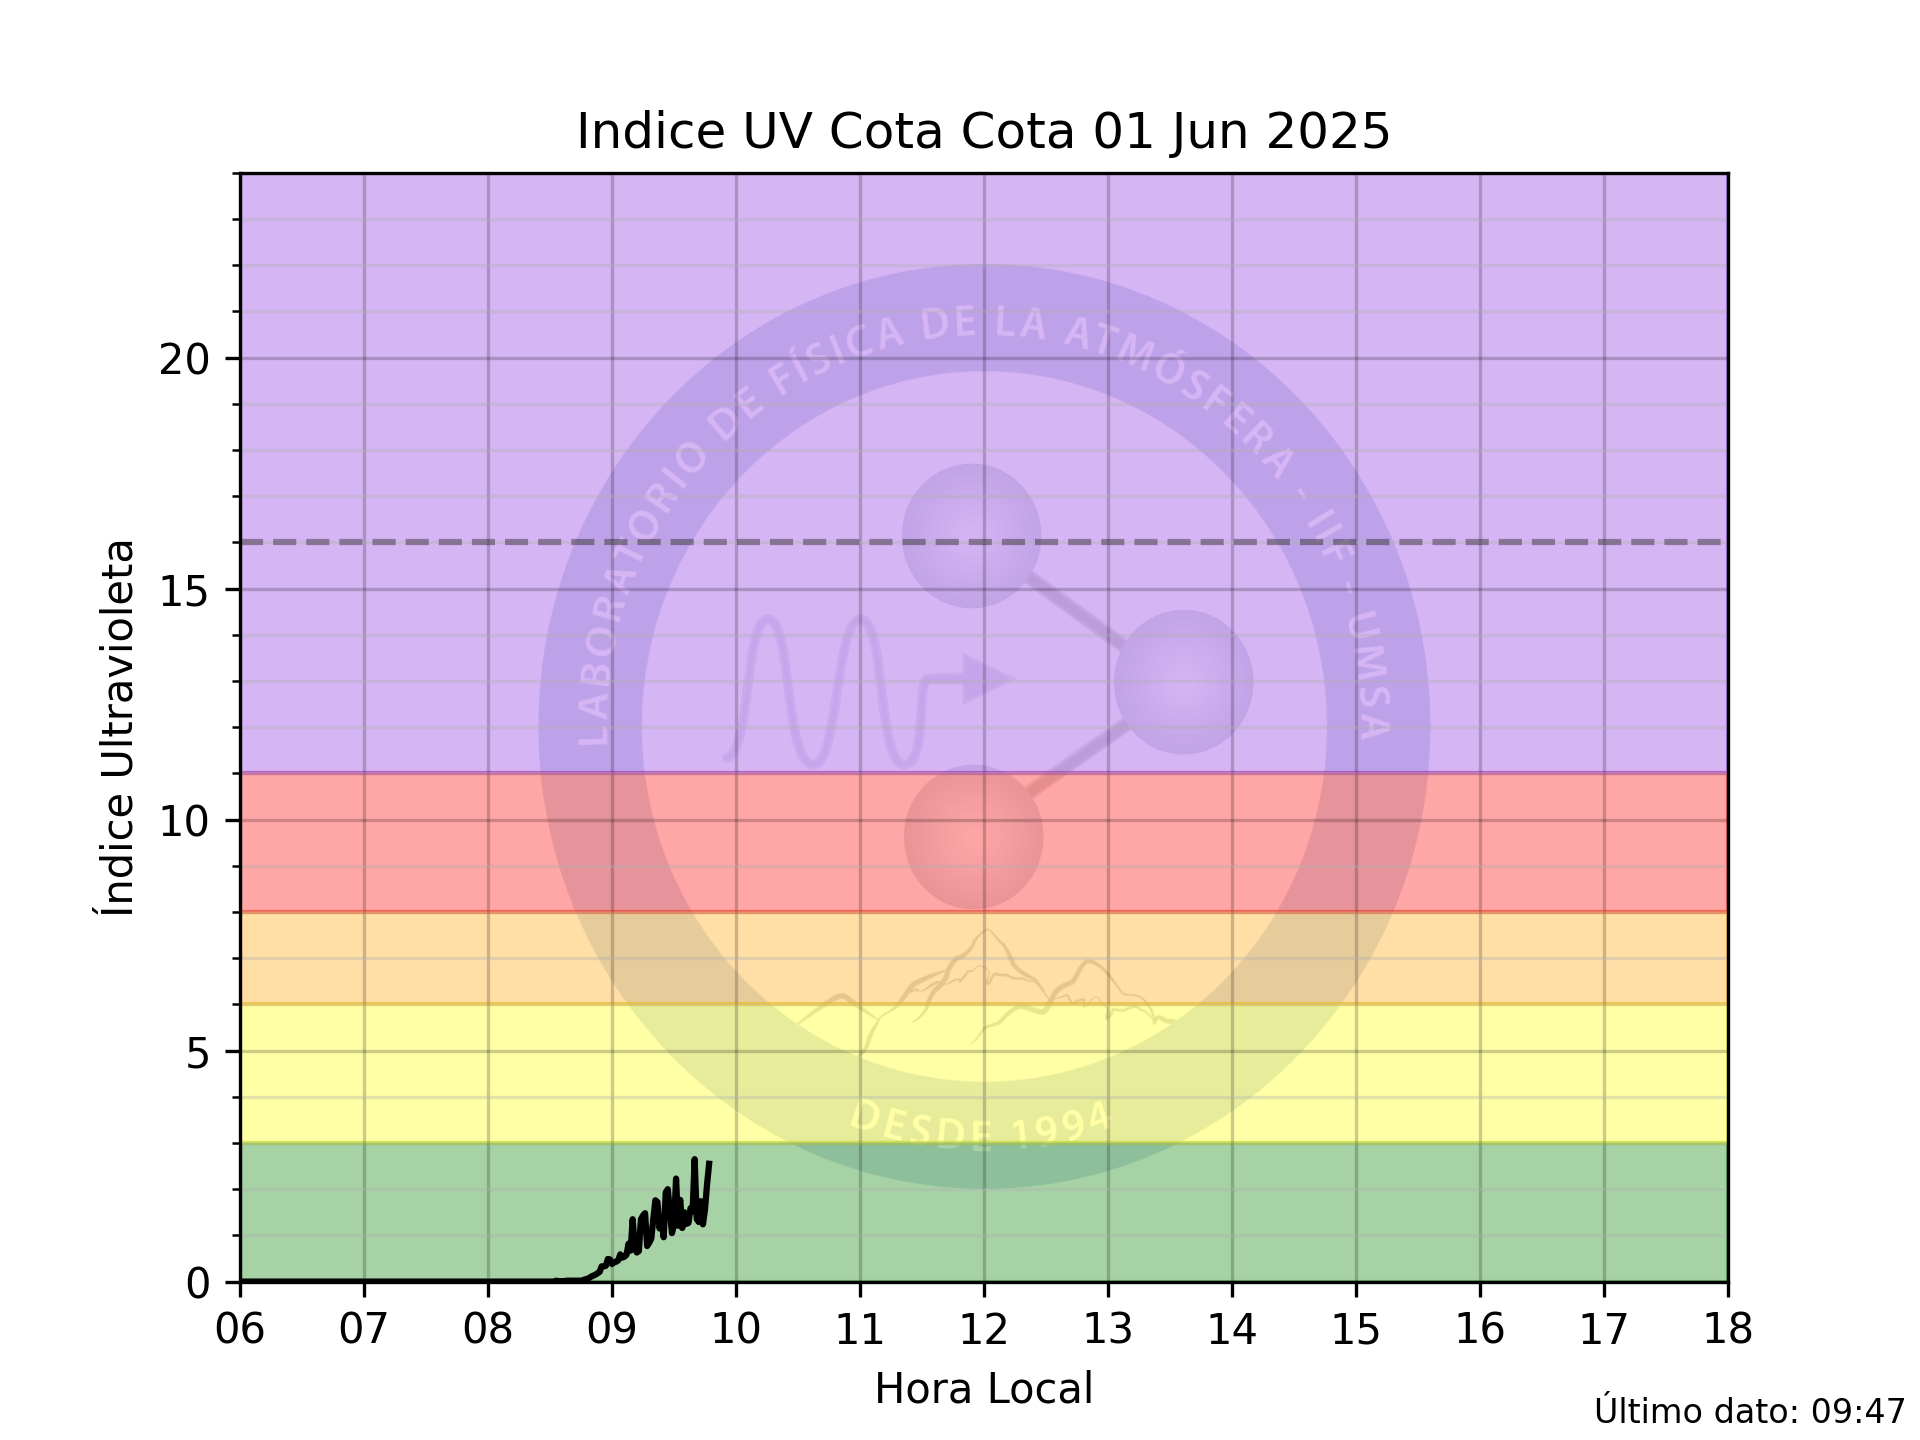 Indice UV Cota Cota 01 Jun 2025
Índice Ultravioleta
20
15
10
5
0
LABORATORIO DE FÍSICA DE LA ATMÓSFERA - IIF - UMSA
DESDE 1994
06 07 08 09 10 11 12 13 14 15 16 17 18
Hora Local
Último dato: 09:47